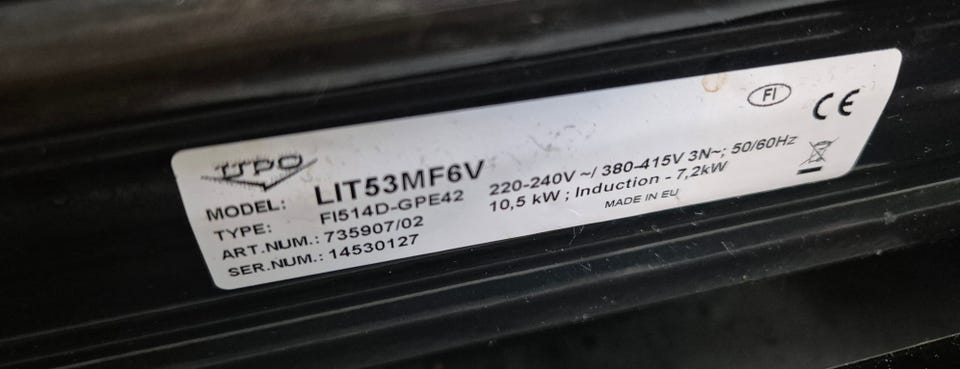 UPO
MODEL: LIT53MF6V
TYPE: FI514D-GPE42
ART.NUM.: 735907/02
SER.NUM.: 14530127
FI
CE
220-240V ~/ 380-415V 3N~; 50/60Hz
10,5 kW ; Induction - 7,2kW
MADE IN EU